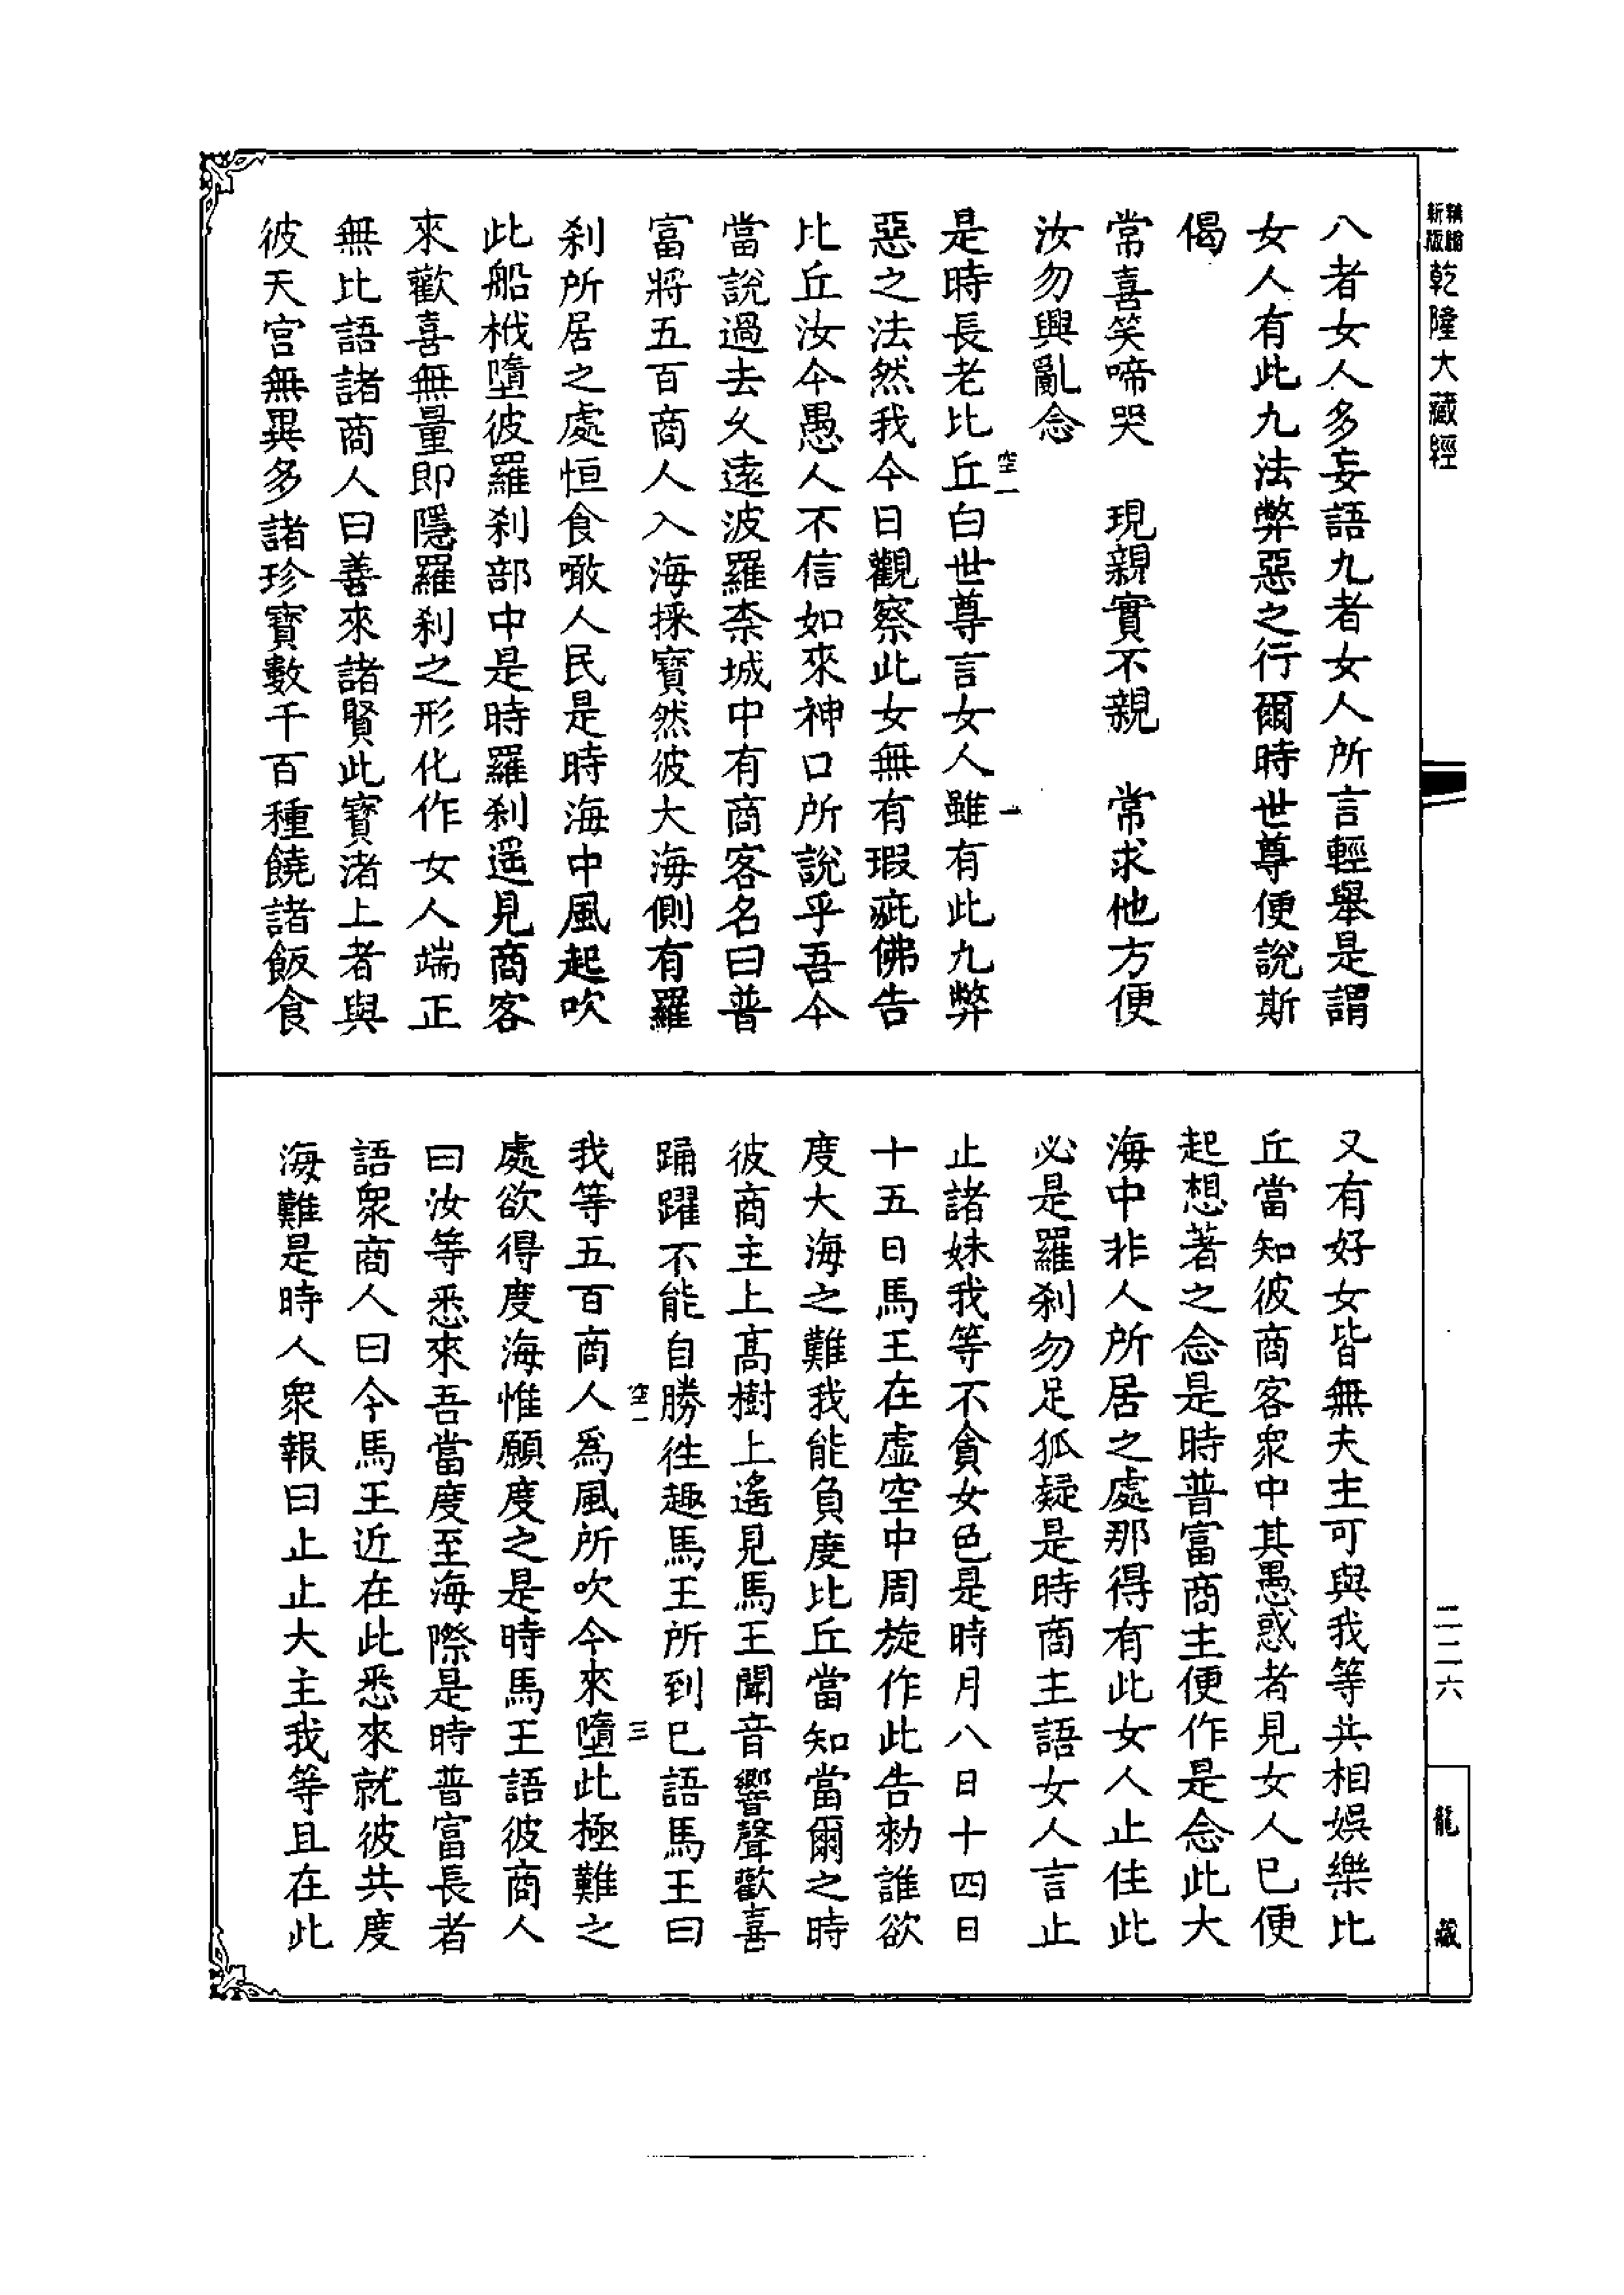 新版
精縮
乾隆大藏經
八者女人多妄語九者女人所言輕舉是謂
女人有此九法弊惡之行爾時世尊便說斯
偈
常喜笑啼哭　現親實不親　常求他方便
汝勿興亂念
是時長老比丘白世尊言女人雖有此九弊
空一
一
惡之法然我今日觀察此女無有瑕疵佛告
比丘汝今愚人不信如來神口所說乎吾今
當說過去久遠波羅柰城中有商客名曰普
富將五百商人入海採寶然彼大海側有羅
刹所居之處恒食噉人民是時海中風起吹
此船栰墮彼羅刹部中是時羅刹遥見商客
來歡喜無量即隱羅刹之形化作女人端正
無比語諸商人曰善來諸賢此寶渚上者與
彼天宮無異多諸珍寶數千百種饒諸飯食
又有好女皆無夫主可與我等共相娛樂比
丘當知彼商客衆中其愚惑者見女人已便
起想著之念是時普富商主便作是念此大
海中非人所居之處那得有此女人止住此
必是羅刹勿足狐疑是時商主語女人言止
止諸妹我等不貪女色是時月八日十四日
十五日馬王在虛空中周旋作此告勑誰欲
度大海之難我能負度比丘當知當爾之時
彼商主上高樹上遙見馬王聞音響聲歡喜
踊躍不能自勝徃趣馬王所到已語馬王曰
空一
三
我等五百商人爲風所吹今來墮此極難之
處欲得度海惟願度之是時馬王語彼商人
曰汝等悉來吾當度至海際是時普富長者
語衆商人曰今馬王近在此悉來就彼共度
海難是時人衆報曰止止大主我等且在此
二二六
龍藏